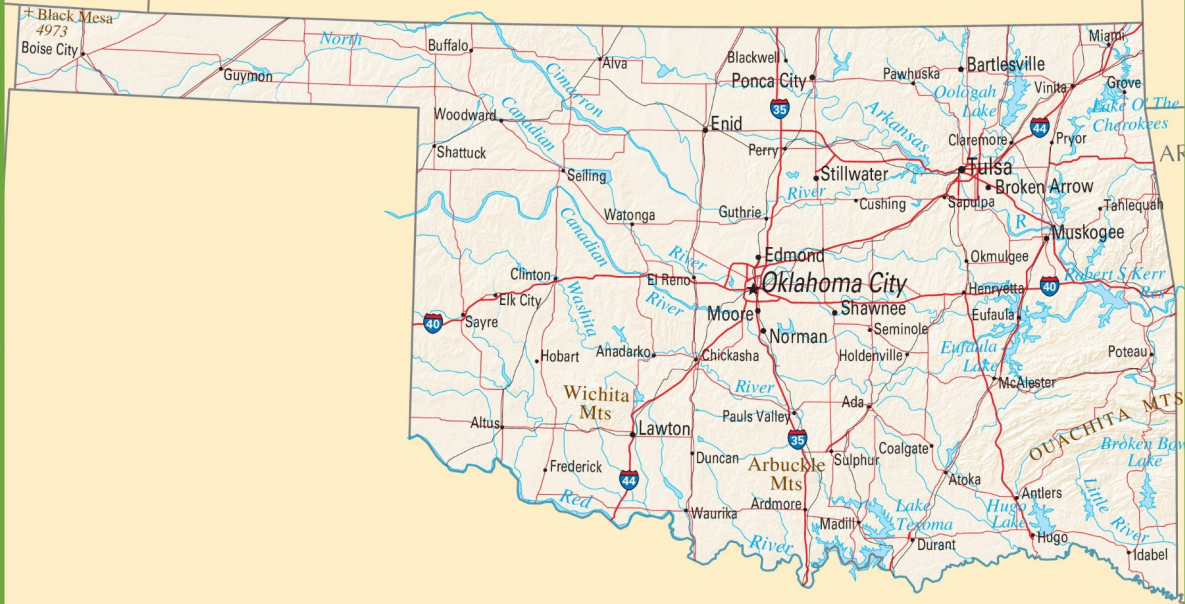 + Black Mesa
4973
Boise City
Guymon
North
Buffalo
Alva
Cimarron
Blackwell
Ponca City
35
Pawhuska
Bartlesville
Oologah
Lake
Miami
Vinita
Grove
Lake O' The
Cherokees
Woodward
Canadian
Shattuck
Enid
Perry
Arkansas
Claremore
44
Pryor
AR
Seiling
Stillwater
Tulsa
Broken Arrow
River
Cushing
Sapulpa
Tahlequah
Watonga
Guthrie
R
Muskogee
Canadian
Edmond
Okmulgee
River
Clinton
El Reno
Oklahoma City
Henryetta
40
Robert S Kerr
Res
Elk City
Washita
River
Moore
Shawnee
Eufaula
40
Sayre
Norman
Seminole
Hobart
Anadarko
Chickasha
Holdenville
Eufaula
Lake
Poteau
McAlester
Wichita
Mts
River
Pauls Valley
Ada
OUACHITA MTS
Altus
Lawton
35
Coalgate
Broken Bow
Lake
Frederick
44
Duncan
Arbuckle
Mts
Sulphur
Atoka
Little River
Red
Waurika
Ardmore
Madill
Lake
Texoma
Hugo
Lake
Antlers
River
Durant
Hugo
Idabel